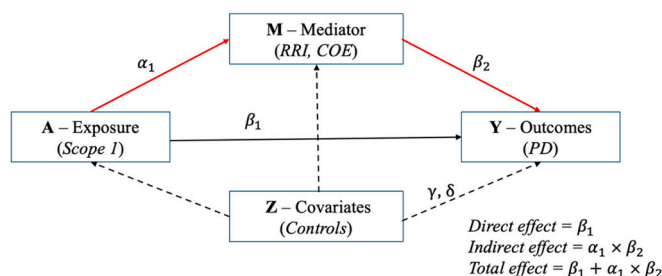 M – Mediator
(RRI, COE)
α₁
β₂
A – Exposure
(Scope 1)
β₁
Y – Outcomes
(PD)
Z – Covariates
(Controls)
γ, δ
Direct effect = β₁
Indirect effect = α₁ × β₂
Total effect = β₁ + α₁ × β₂